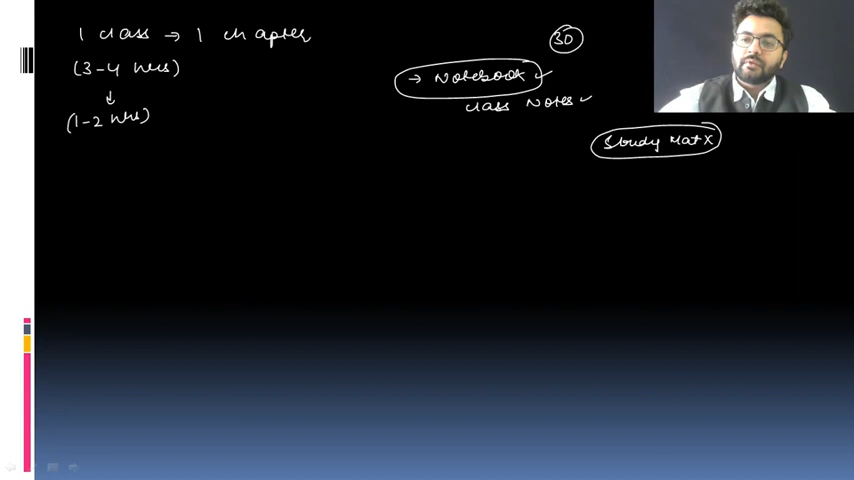 1 class → 1 chapter
(3-4 hrs)
↓
(1-2 hrs)
30
→ Notebook ✓
class Notes ✓
Study Mat X